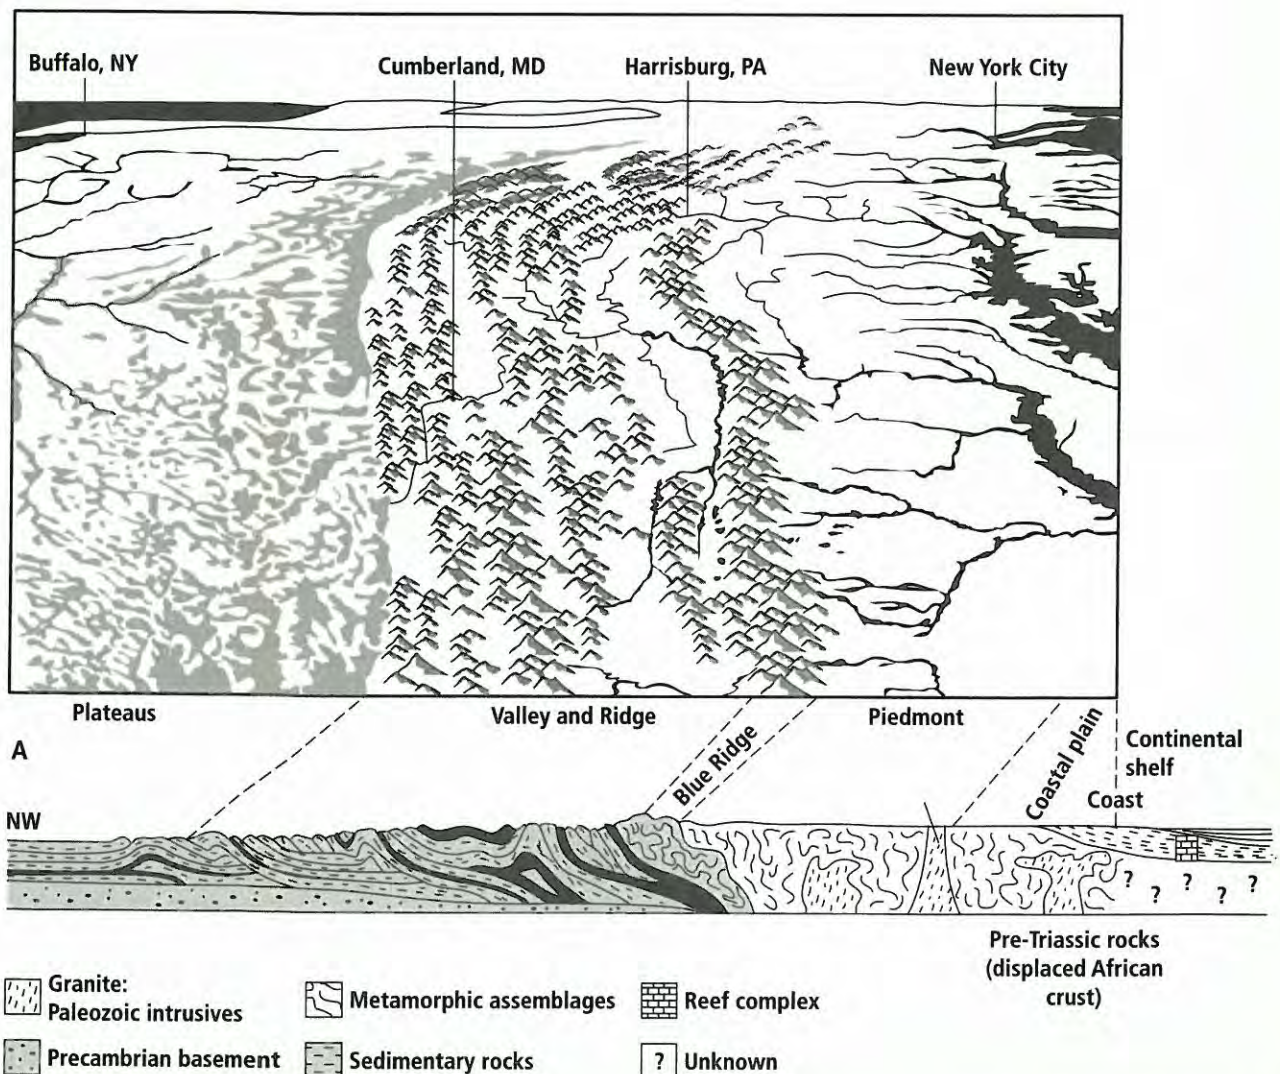 Buffalo, NY
Cumberland, MD
Harrisburg, PA
New York City
Plateaus
Valley and Ridge
Piedmont
Blue Ridge
Coastal plain
Continental
shelf
Coast
A
NW
? ? ? ? ?
Pre-Triassic rocks
(displaced African
crust)
Granite:
Paleozoic intrusives
Metamorphic assemblages
Reef complex
Precambrian basement
Sedimentary rocks
? Unknown